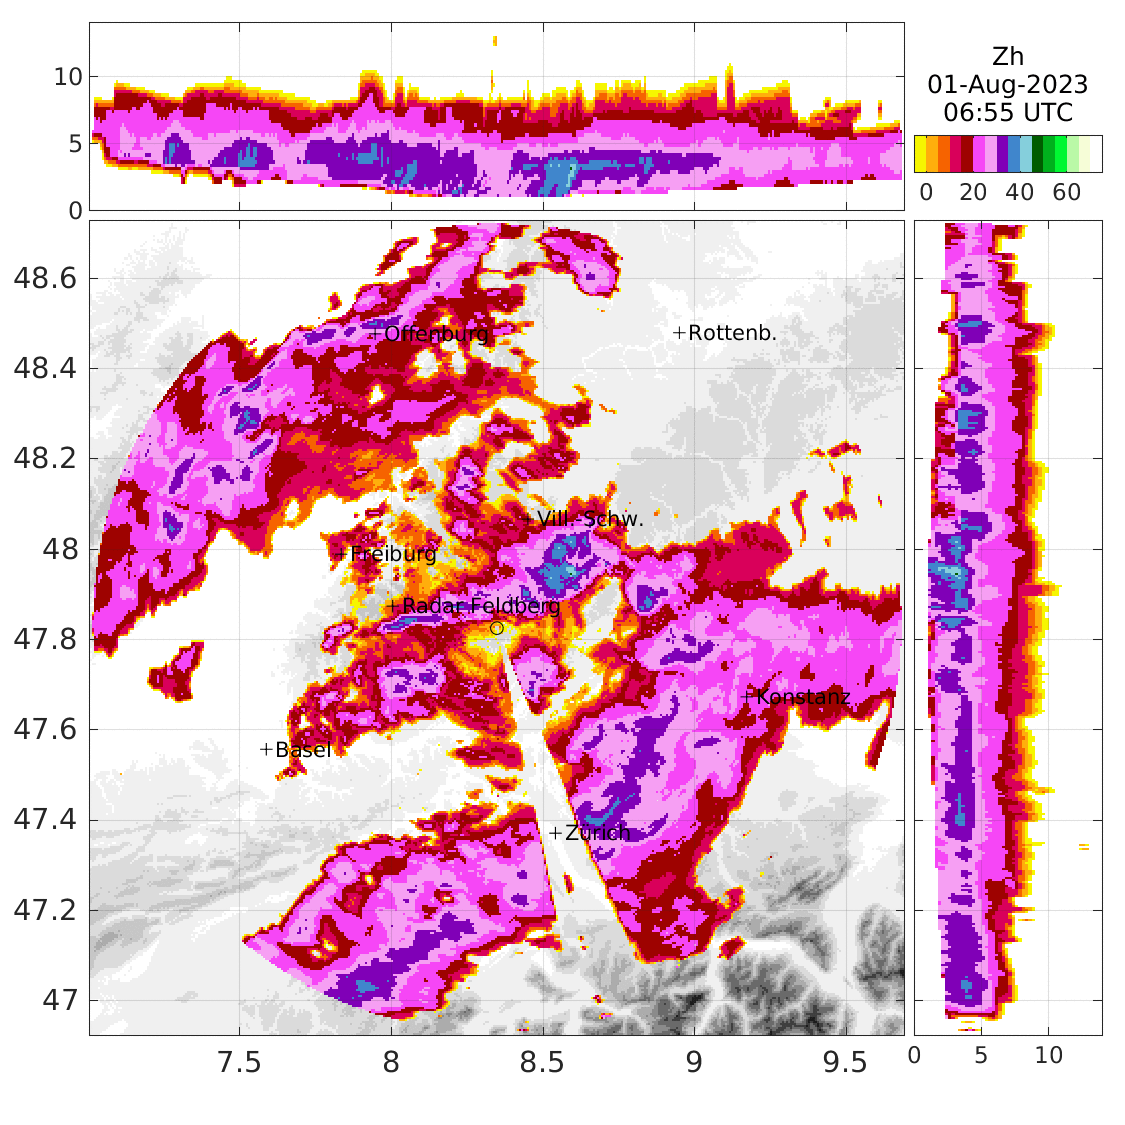 10
5
0
Zh
01-Aug-2023
06:55 UTC
0 20 40 60
48.6
48.4
48.2
48
47.8
47.6
47.4
47.2
47
Offenburg
Rottenb.
Vill.-Schw.
Freiburg
Radar Feldberg
Konstanz
Basel
Zürich
7.5 8 8.5 9 9.5
0 5 10